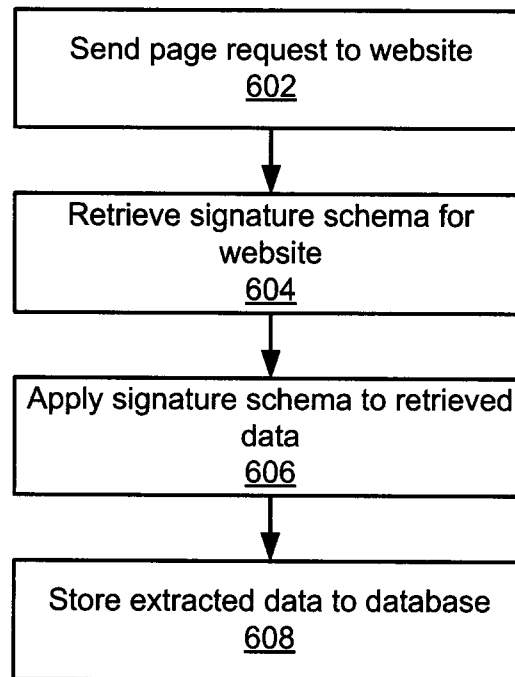 Send page request to website
602
Retrieve signature schema for
website
604
Apply signature schema to retrieved
data
606
Store extracted data to database
608